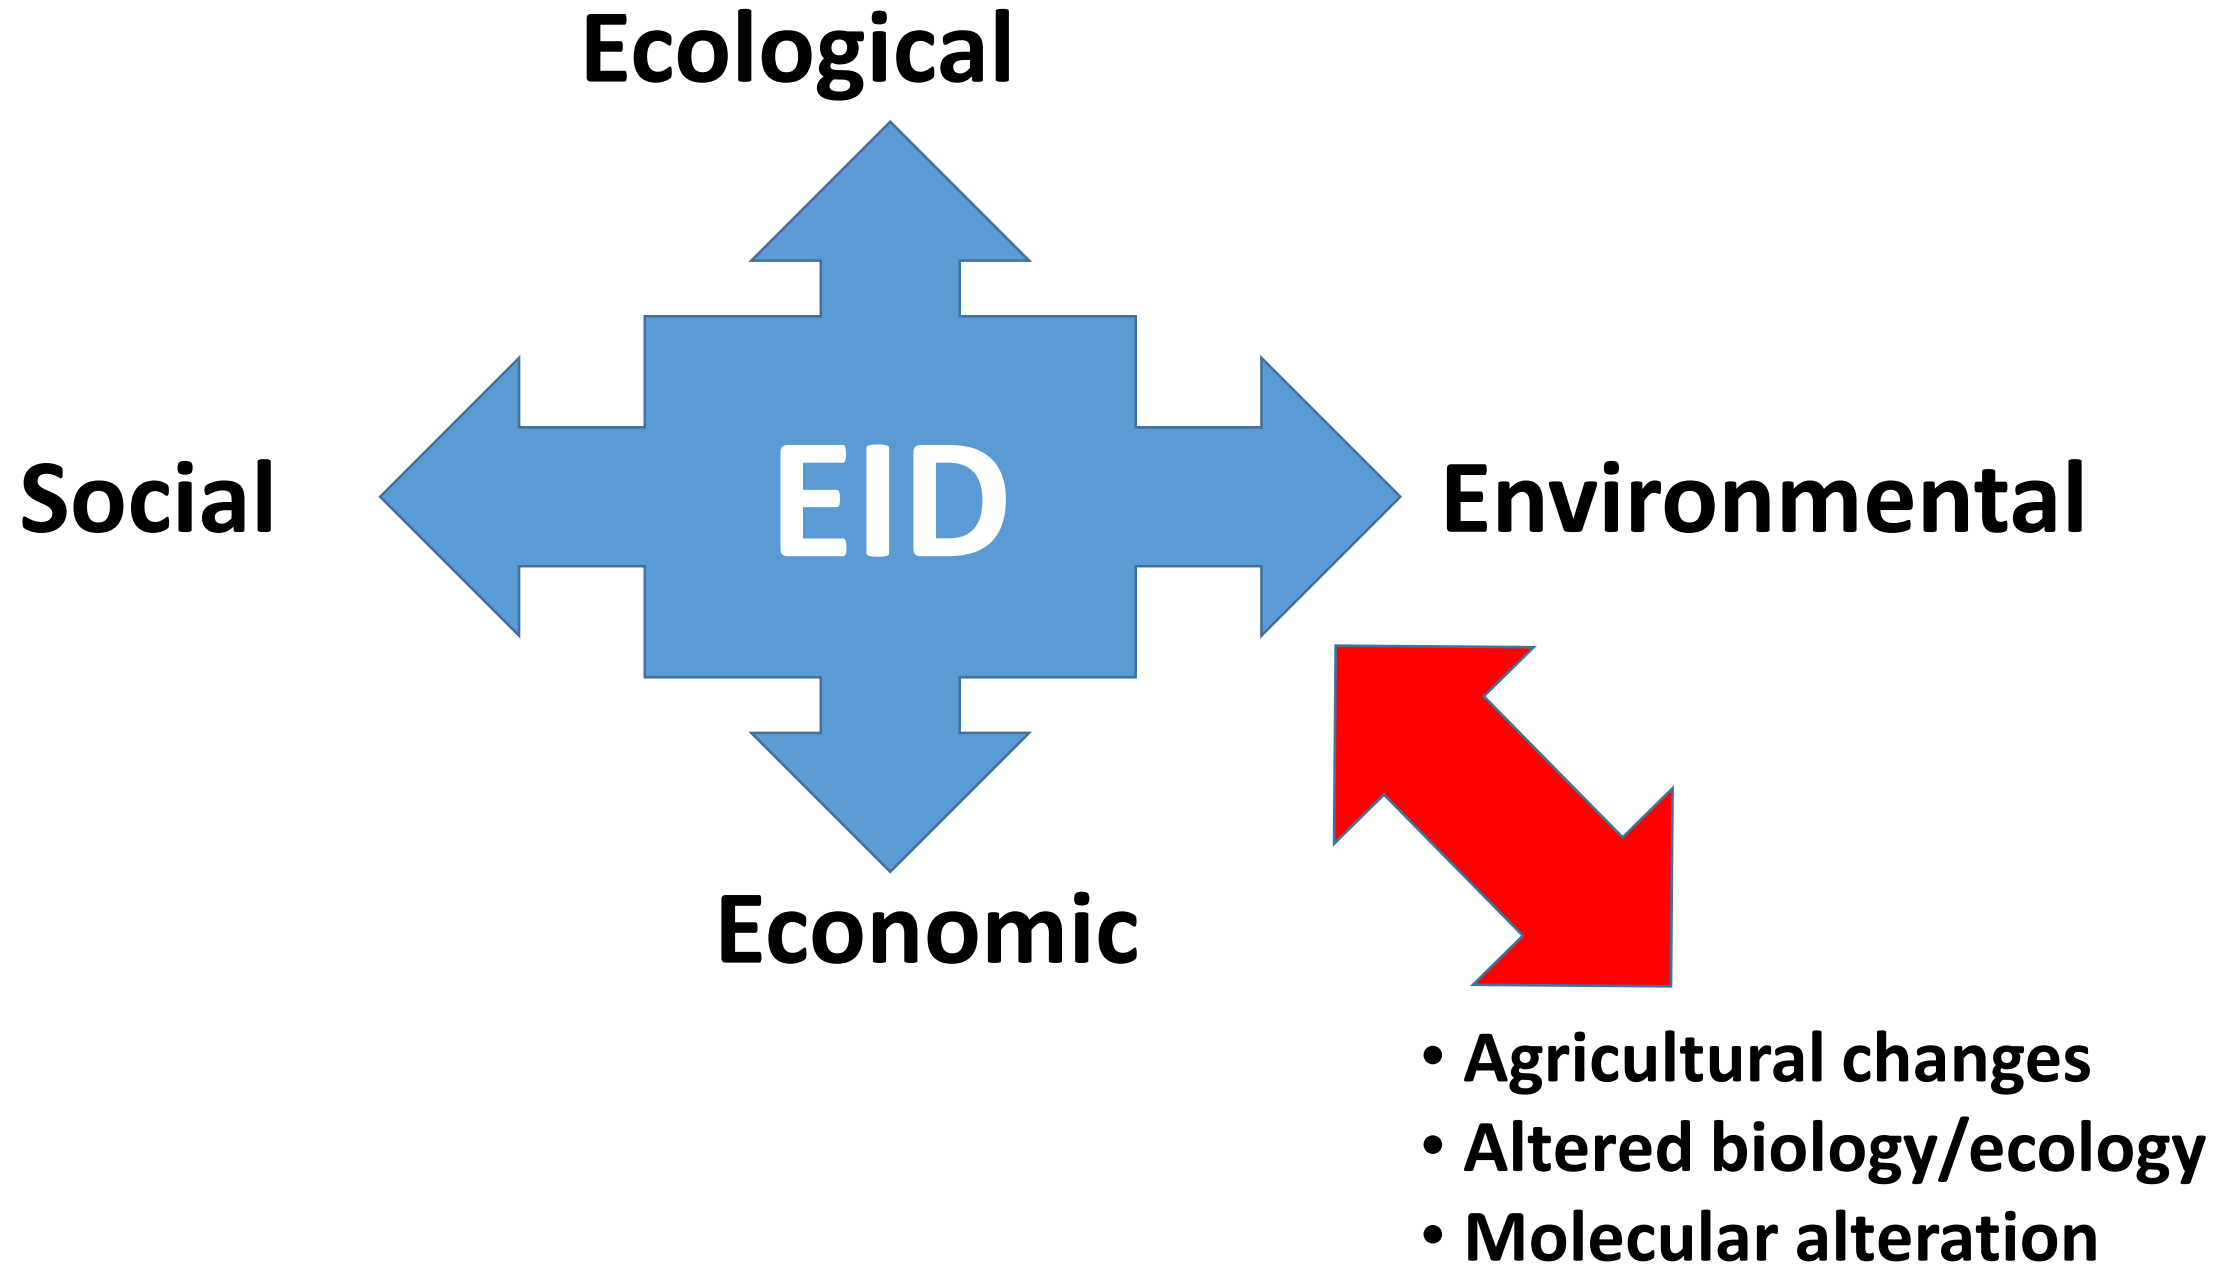 Ecological
Social
EID
Environmental
Economic
• Agricultural changes
• Altered biology/ecology
• Molecular alteration